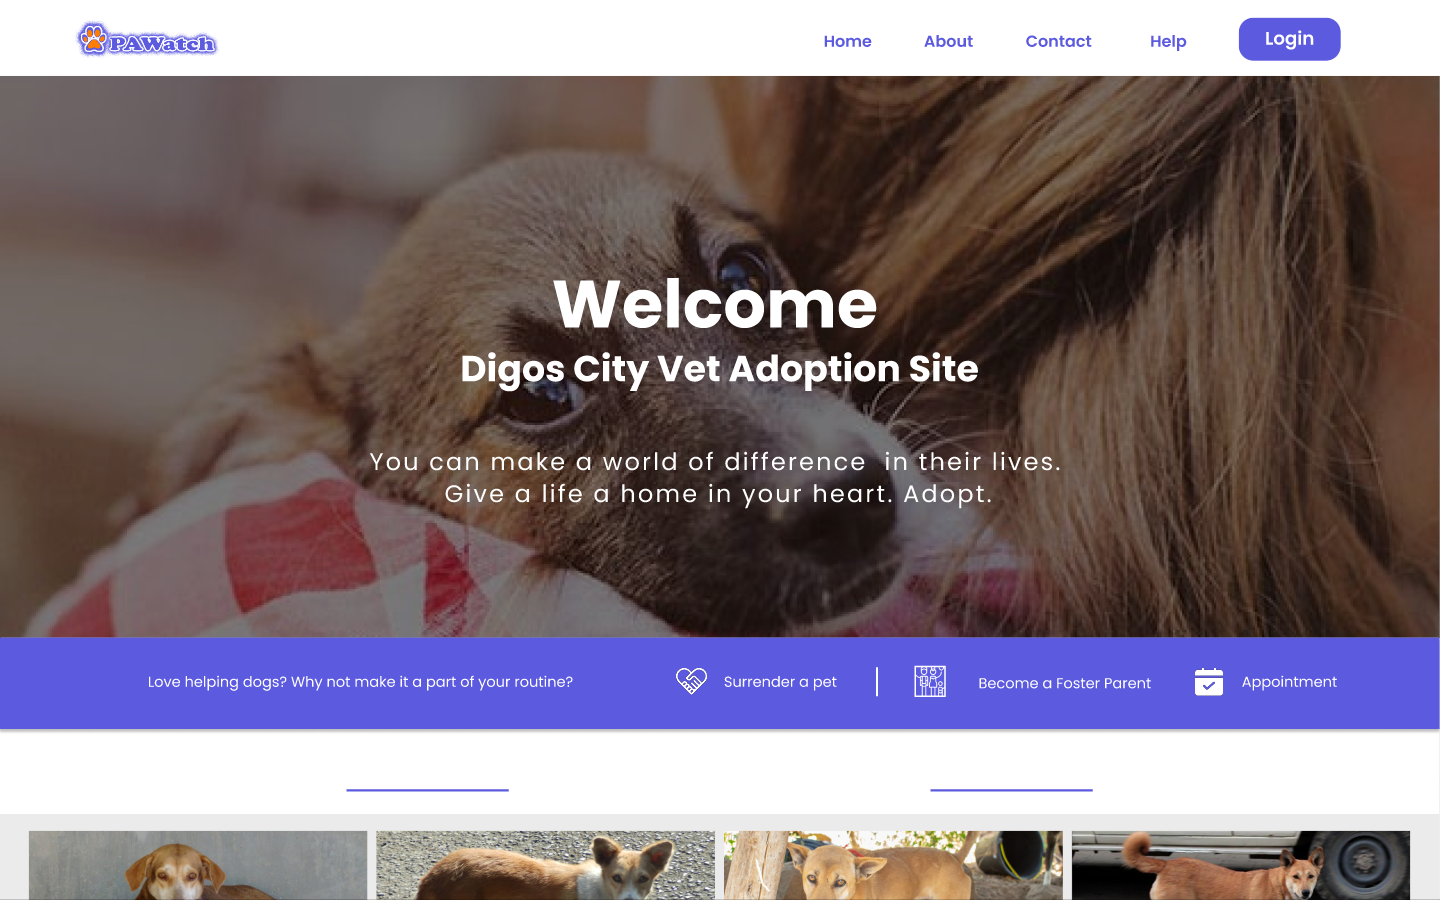 PAWatch
Home
About
Contact
Help
Login
Welcome
Digos City Vet Adoption Site
You can make a world of difference  in their lives.
Give a life a home in your heart. Adopt.
Love helping dogs? Why not make it a part of your routine?
Surrender a pet
Become a Foster Parent
Appointment